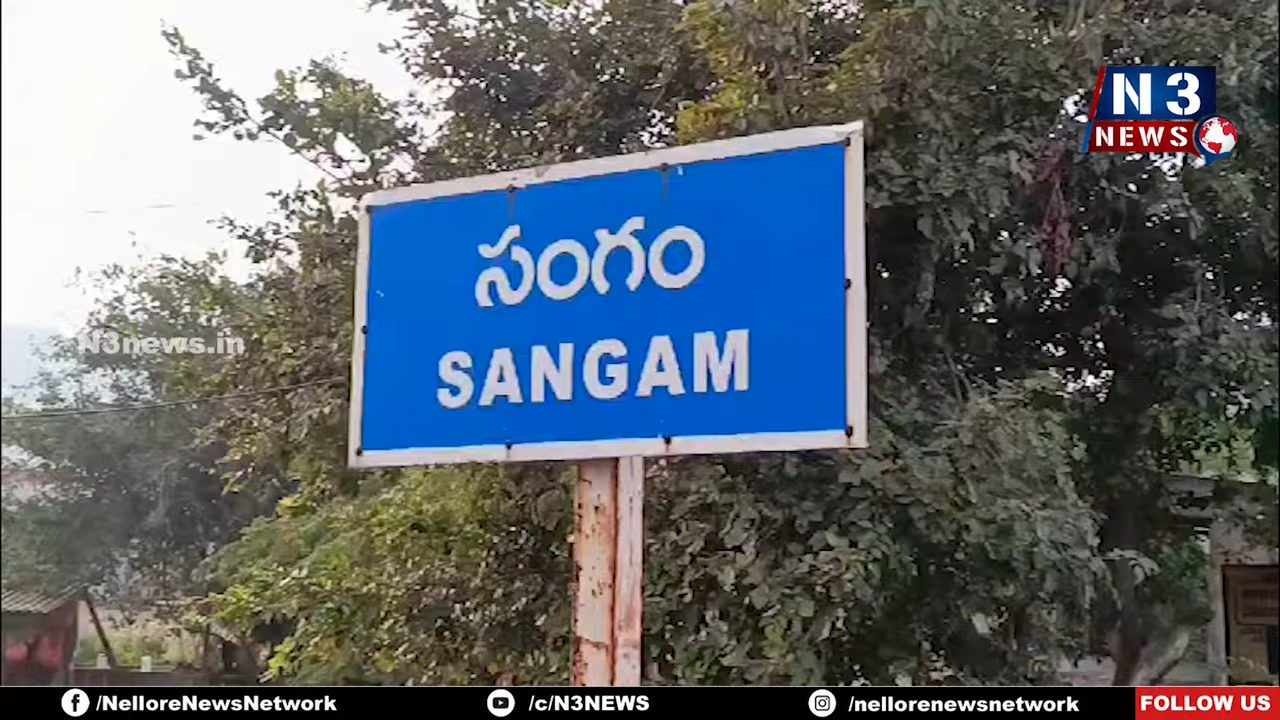 N3
NEWS
సంగం
SANGAM
N3news.in
/NelloreNewsNetwork
/c/N3NEWS
/nellorenewsnetwork
FOLLOW US